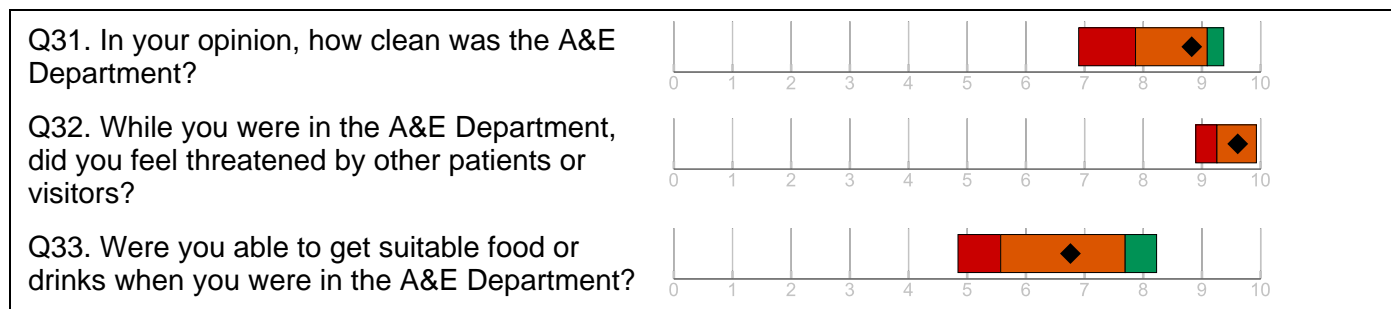 Q31. In your opinion, how clean was the A&E
Department?
0 1 2 3 4 5 6 7 8 9 10
Q32. While you were in the A&E Department,
did you feel threatened by other patients or
visitors?
0 1 2 3 4 5 6 7 8 9 10
Q33. Were you able to get suitable food or
drinks when you were in the A&E Department?
0 1 2 3 4 5 6 7 8 9 10